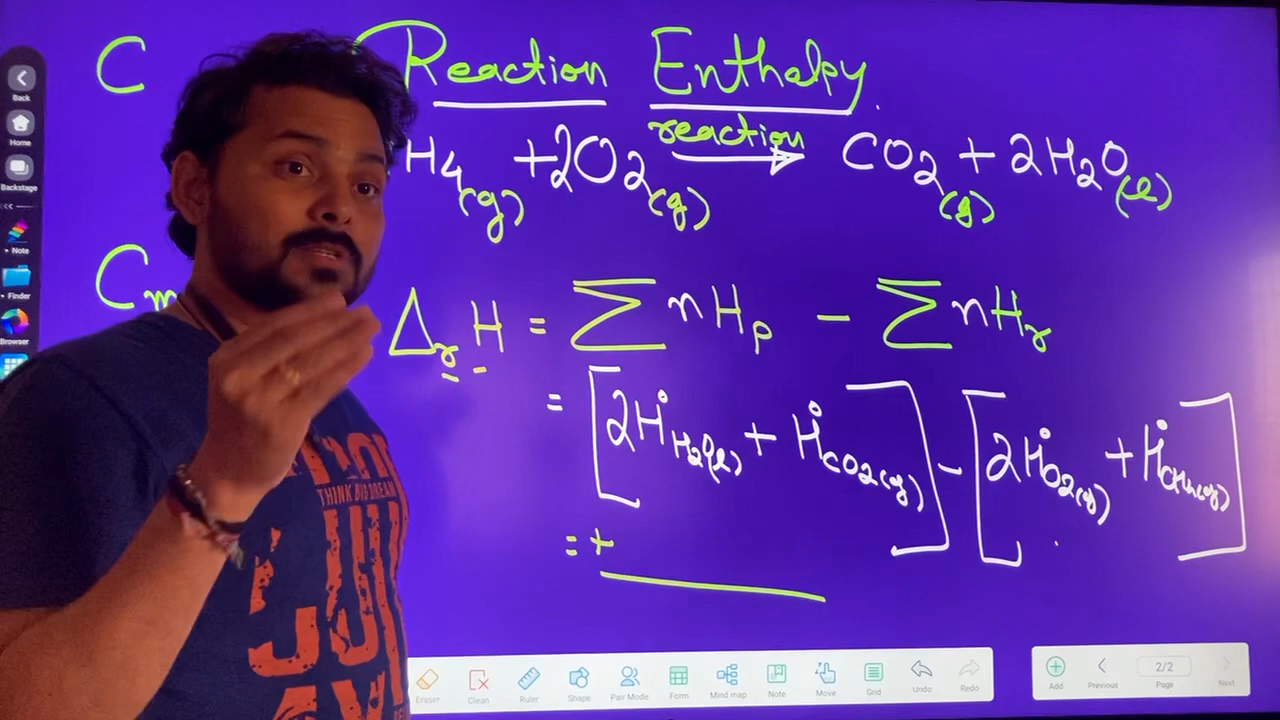 C Reaction Enthalpy.
reaction
H4(g) + 2O2(g) → CO2(g) + 2H2O(l)
Cm
ΔrH = ΣnHp - ΣnHr
= [2H°H2O(l) + H°CO2(g)] - [2H°O2(g) + H°CH4(g)]
= +
THINK BIG DREAM
Back
Home
Backstage
Note
Finder
Browser
Eraser Clean Ruler Shape Pair Mode Form Mind map Note Move Grid Undo Redo
Add Previous 2/2 Page Next